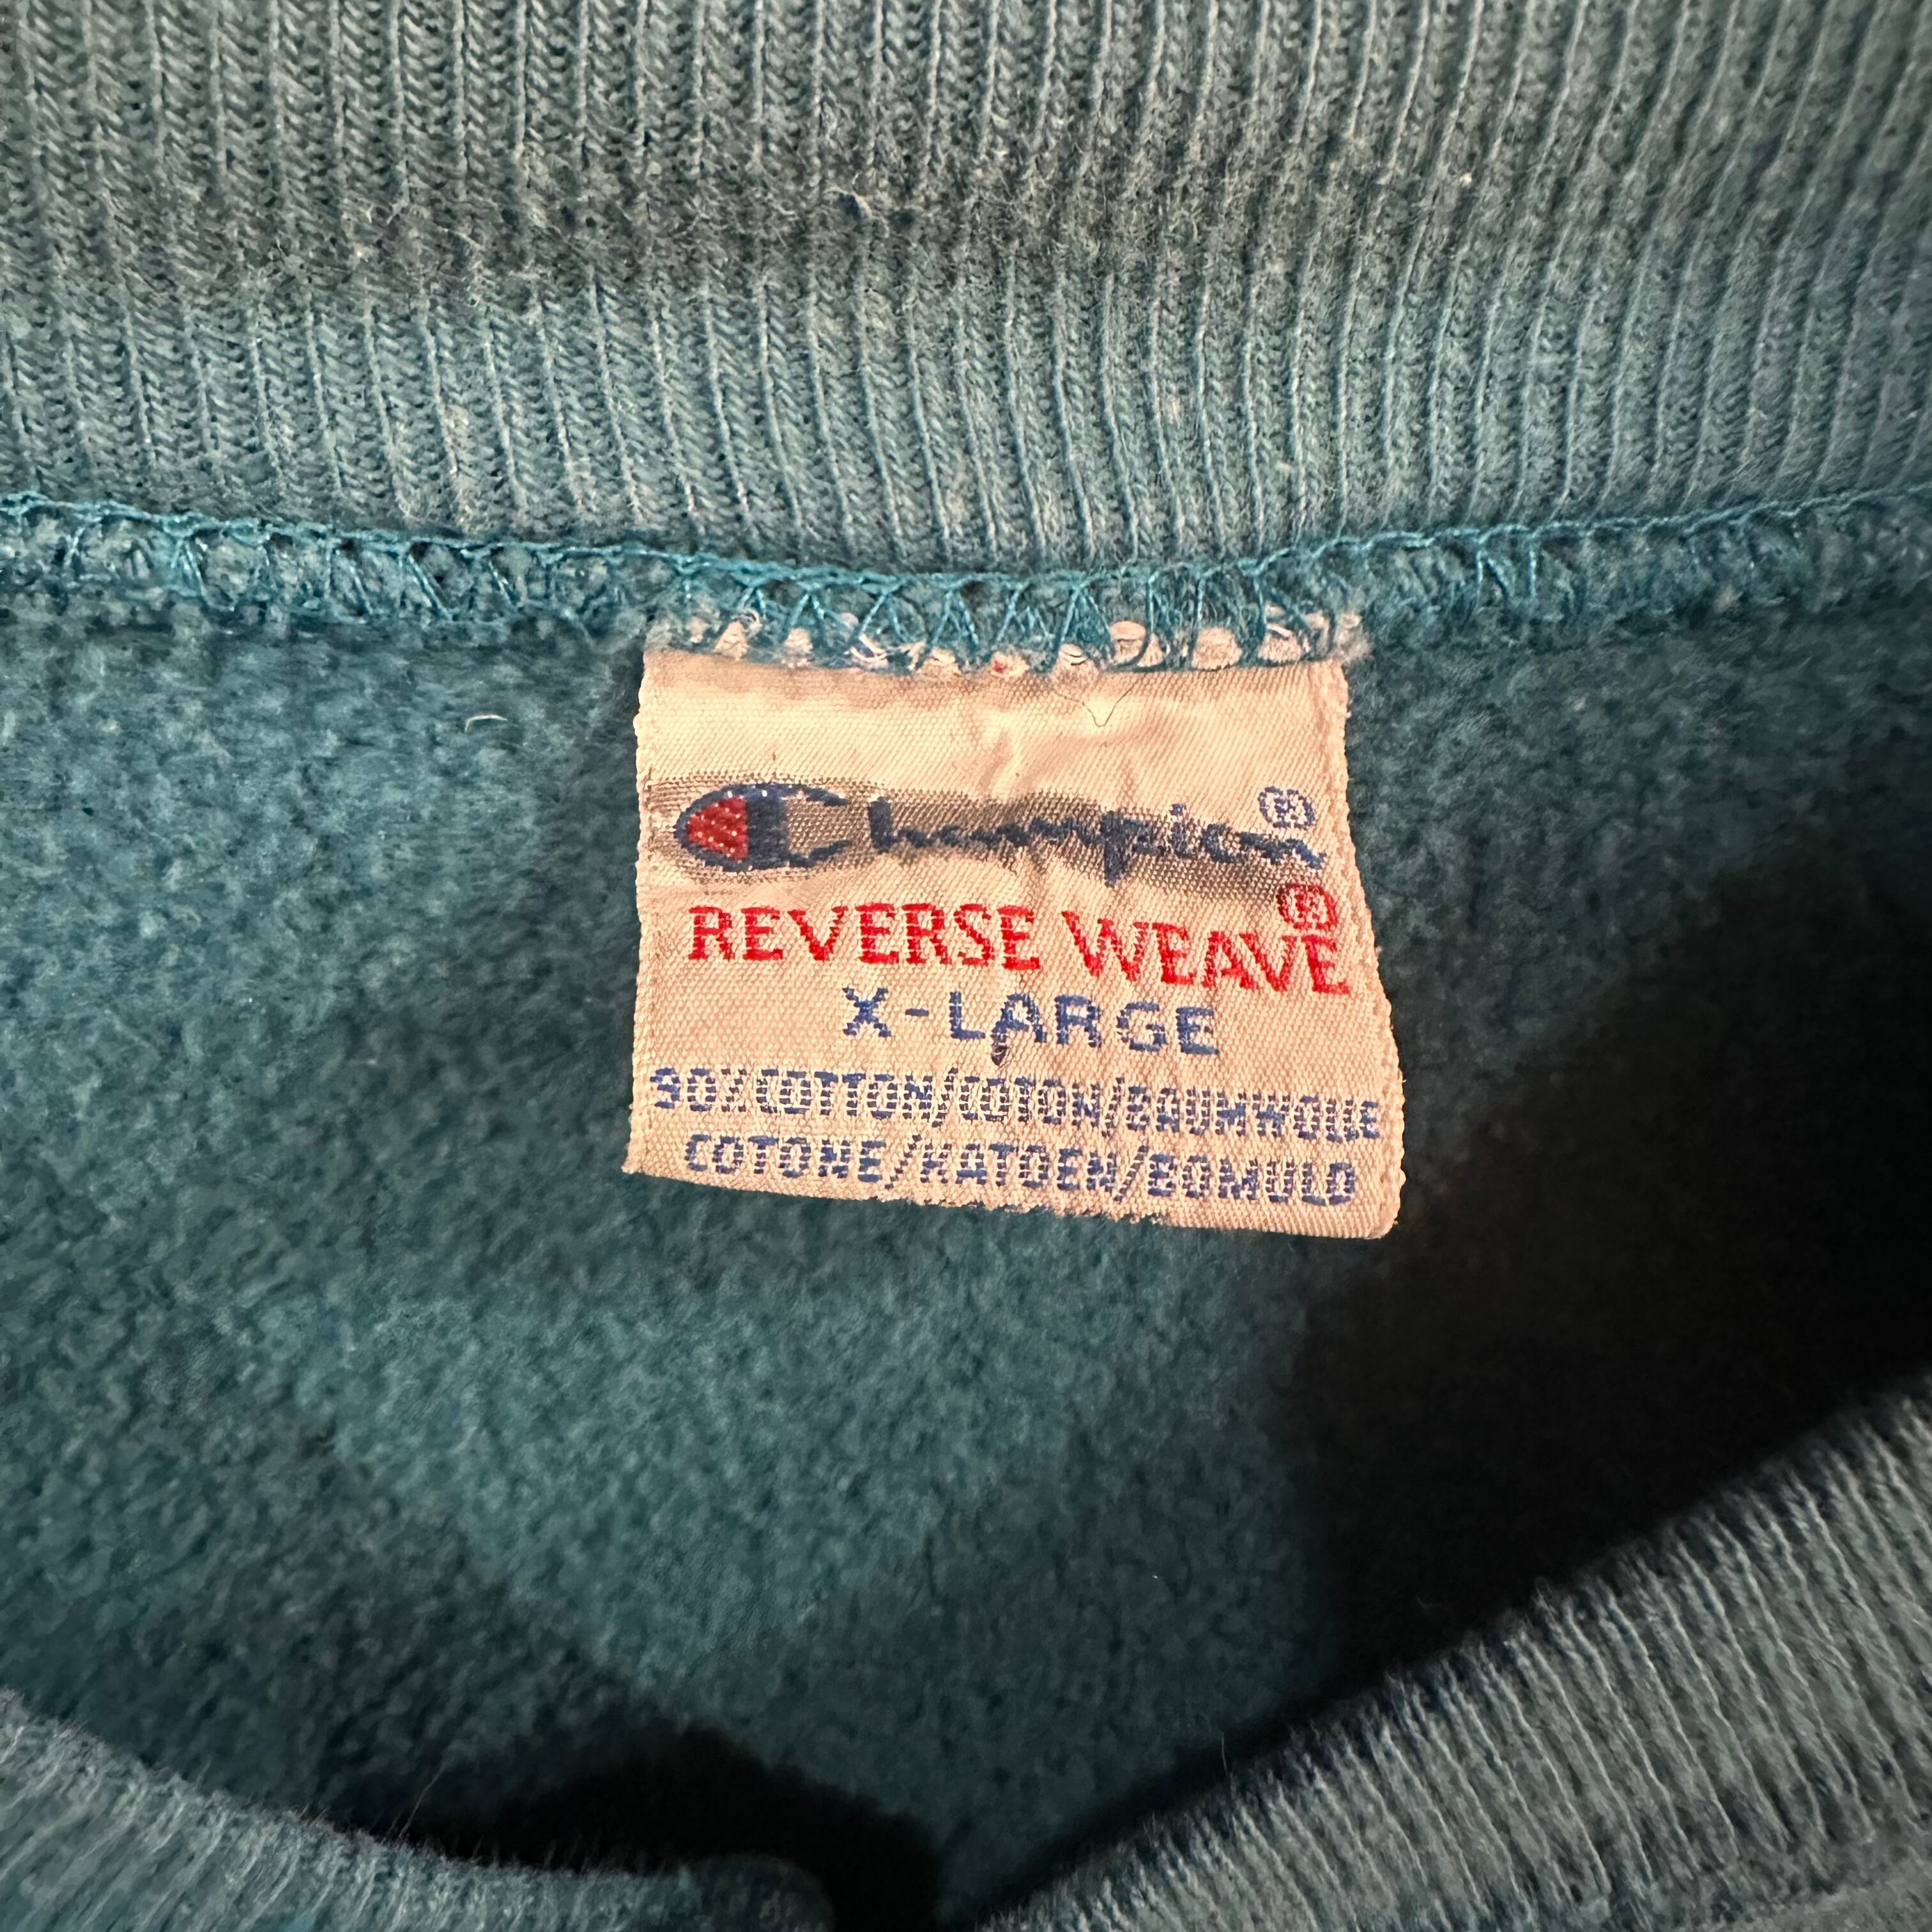 Champion®
REVERSE WEAVE®
X-LARGE
90%COTTON/COTON/BAUMWOLLE
COTONE/KATOEN/BOMULD